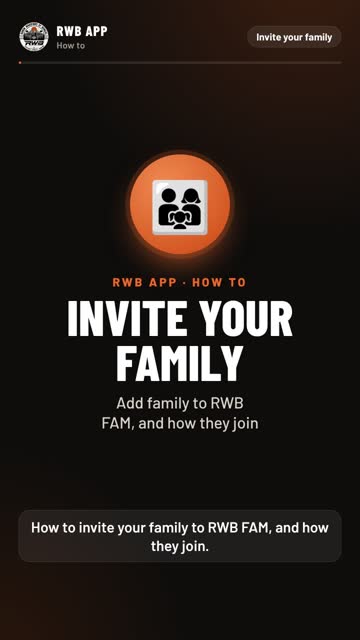 RWB APP
How to
Invite your family
RWB
RWB APP · HOW TO
INVITE YOUR
FAMILY
Add family to RWB
FAM, and how they join
How to invite your family to RWB FAM, and how
they join.